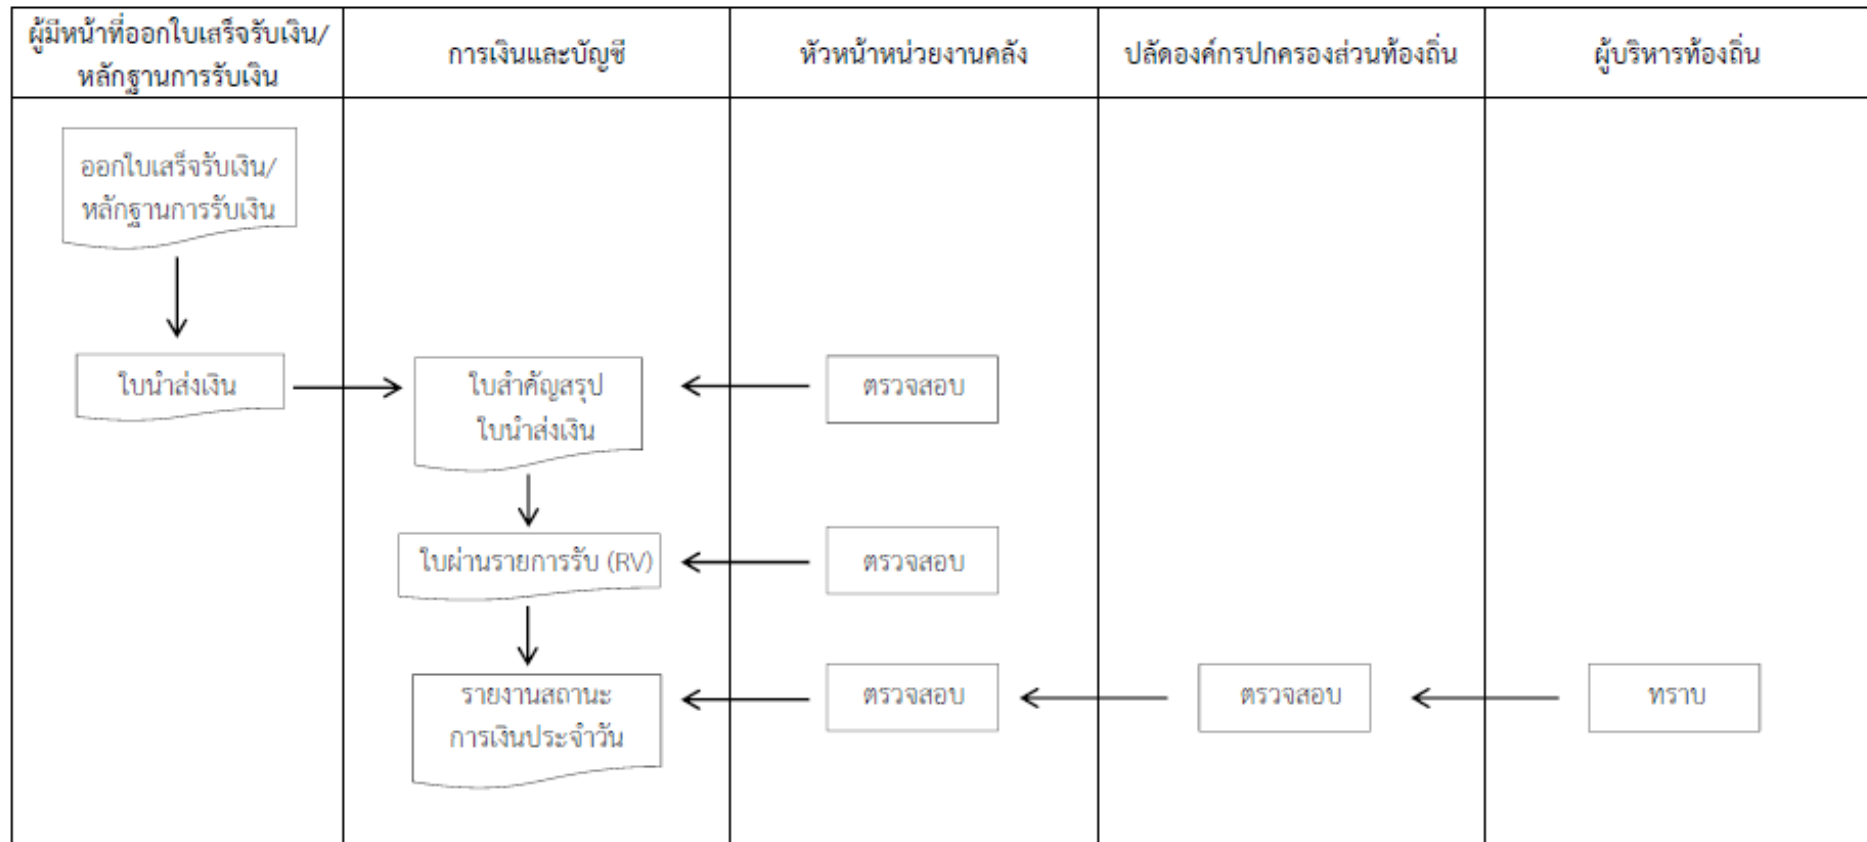 ผู้มีหน้าที่ออกใบเสร็จรับเงิน/
หลักฐานการรับเงิน
การเงินและบัญชี
หัวหน้าหน่วยงานคลัง
ปลัดองค์กรปกครองส่วนท้องถิ่น
ผู้บริหารท้องถิ่น
ออกใบเสร็จรับเงิน/
หลักฐานการรับเงิน
ใบนำส่งเงิน
ใบสำคัญสรุป
ใบนำส่งเงิน
ตรวจสอบ
ใบผ่านรายการรับ (RV)
ตรวจสอบ
รายงานสถานะ
การเงินประจำวัน
ตรวจสอบ
ตรวจสอบ
ทราบ